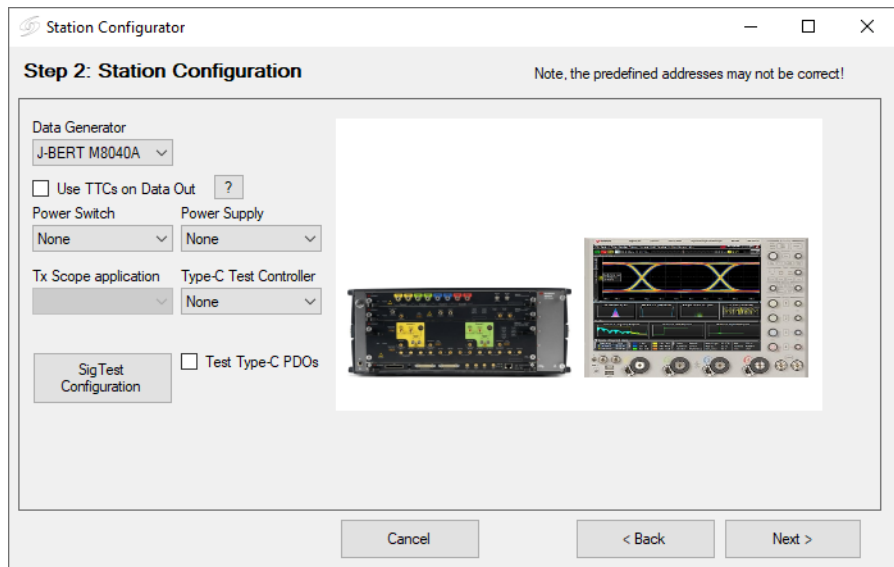 Station Configurator
Step 2: Station Configuration
Note, the predefined addresses may not be correct!
Data Generator
J-BERT M8040A
Use TTCs on Data Out
?
Power Switch
Power Supply
None
None
Tx Scope application
Type-C Test Controller
None
SigTest
Configuration
Test Type-C PDOs
Cancel
< Back
Next >